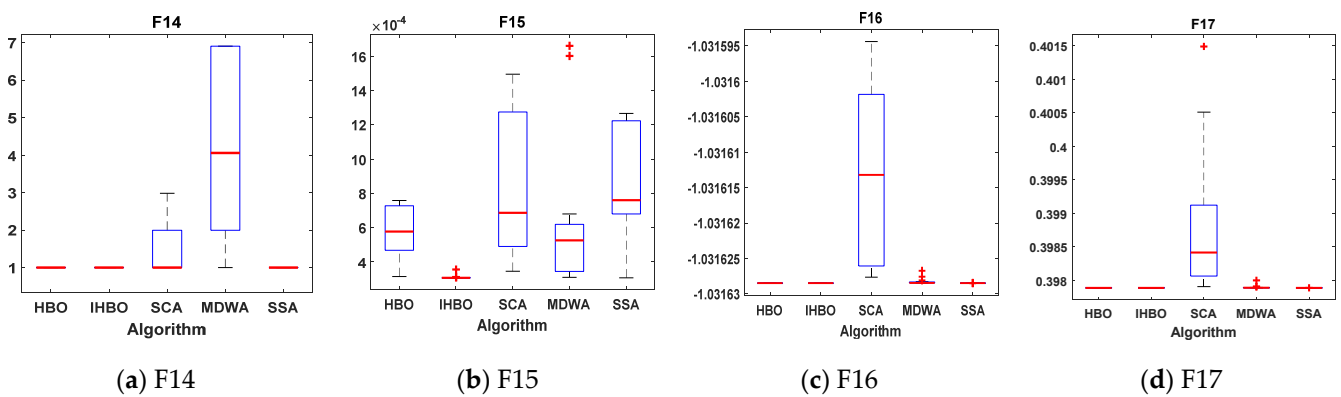 F14
7
6
5
4
3
2
1
HBO IHBO SCA MDWA SSA
Algorithm
(a) F14
F15
×10-4
16
14
12
10
8
6
4
HBO IHBO SCA MDWA SSA
Algorithm
(b) F15
F16
-1.031595
-1.0316
-1.031605
-1.03161
-1.031615
-1.03162
-1.031625
-1.03163
HBO IHBO SCA MDWA SSA
Algorithm
(c) F16
F17
0.4015
0.401
0.4005
0.4
0.3995
0.399
0.3985
0.398
HBO IHBO SCA MDWA SSA
Algorithm
(d) F17